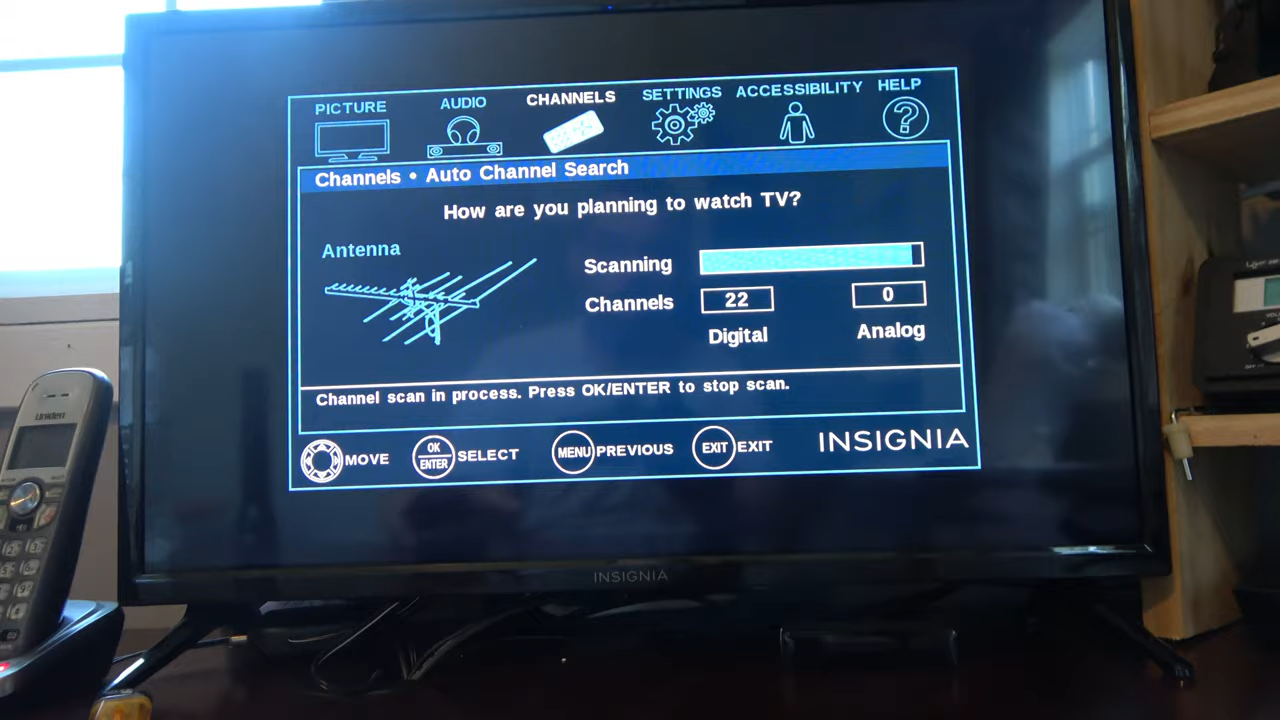 PICTURE AUDIO CHANNELS SETTINGS ACCESSIBILITY HELP
?
Channels • Auto Channel Search
How are you planning to watch TV?
Antenna
Scanning
Channels 22 0
Digital Analog
Channel scan in process. Press OK/ENTER to stop scan.
MOVE OK ENTER SELECT MENU PREVIOUS EXIT EXIT INSIGNIA
INSIGNIA
Uniden